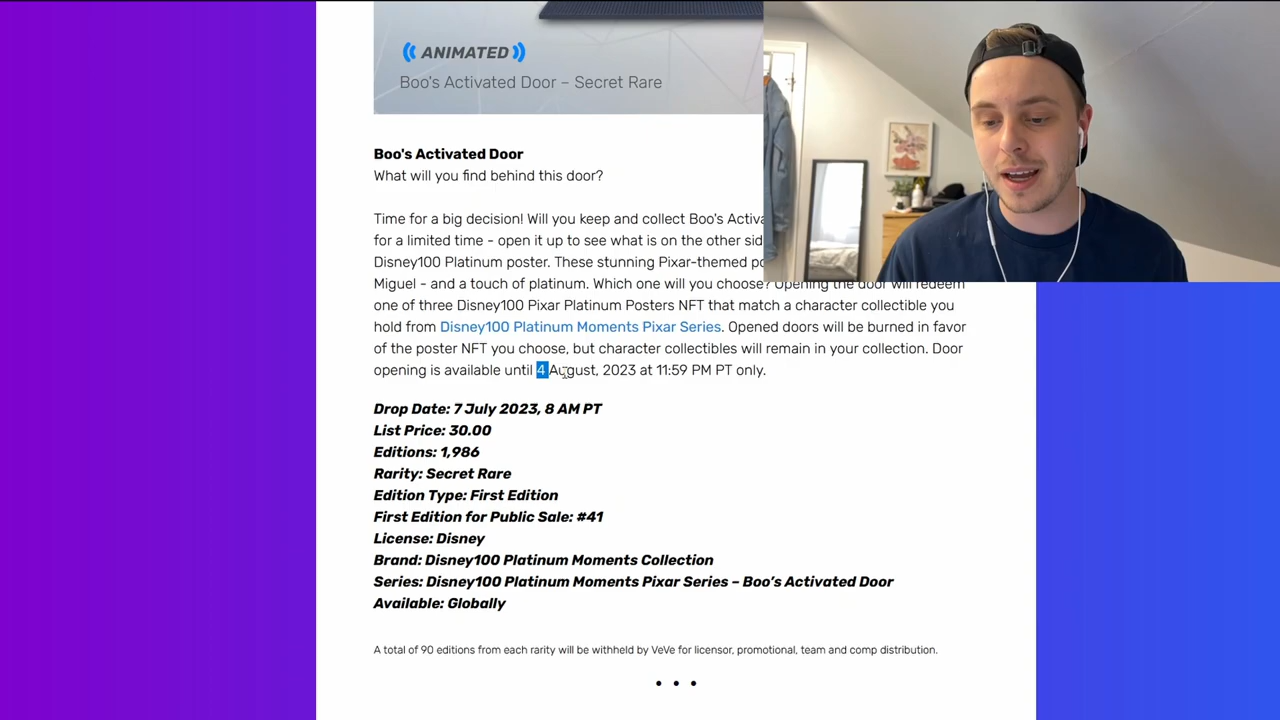 ANIMATED
Boo's Activated Door – Secret Rare
Boo's Activated Door
What will you find behind this door?
Time for a big decision! Will you keep and collect Boo's Activa
for a limited time - open it up to see what is on the other sid
Disney100 Platinum poster. These stunning Pixar-themed po
Miguel - and a touch of platinum. Which one will you choose? Opening the door will redeem
one of three Disney100 Pixar Platinum Posters NFT that match a character collectible you
hold from Disney100 Platinum Moments Pixar Series. Opened doors will be burned in favor
of the poster NFT you choose, but character collectibles will remain in your collection. Door
opening is available until 4 August, 2023 at 11:59 PM PT only.
Drop Date: 7 July 2023, 8 AM PT
List Price: 30.00
Editions: 1,986
Rarity: Secret Rare
Edition Type: First Edition
First Edition for Public Sale: #41
License: Disney
Brand: Disney100 Platinum Moments Collection
Series: Disney100 Platinum Moments Pixar Series – Boo’s Activated Door
Available: Globally
A total of 90 editions from each rarity will be withheld by VeVe for licensor, promotional, team and comp distribution.
• • •